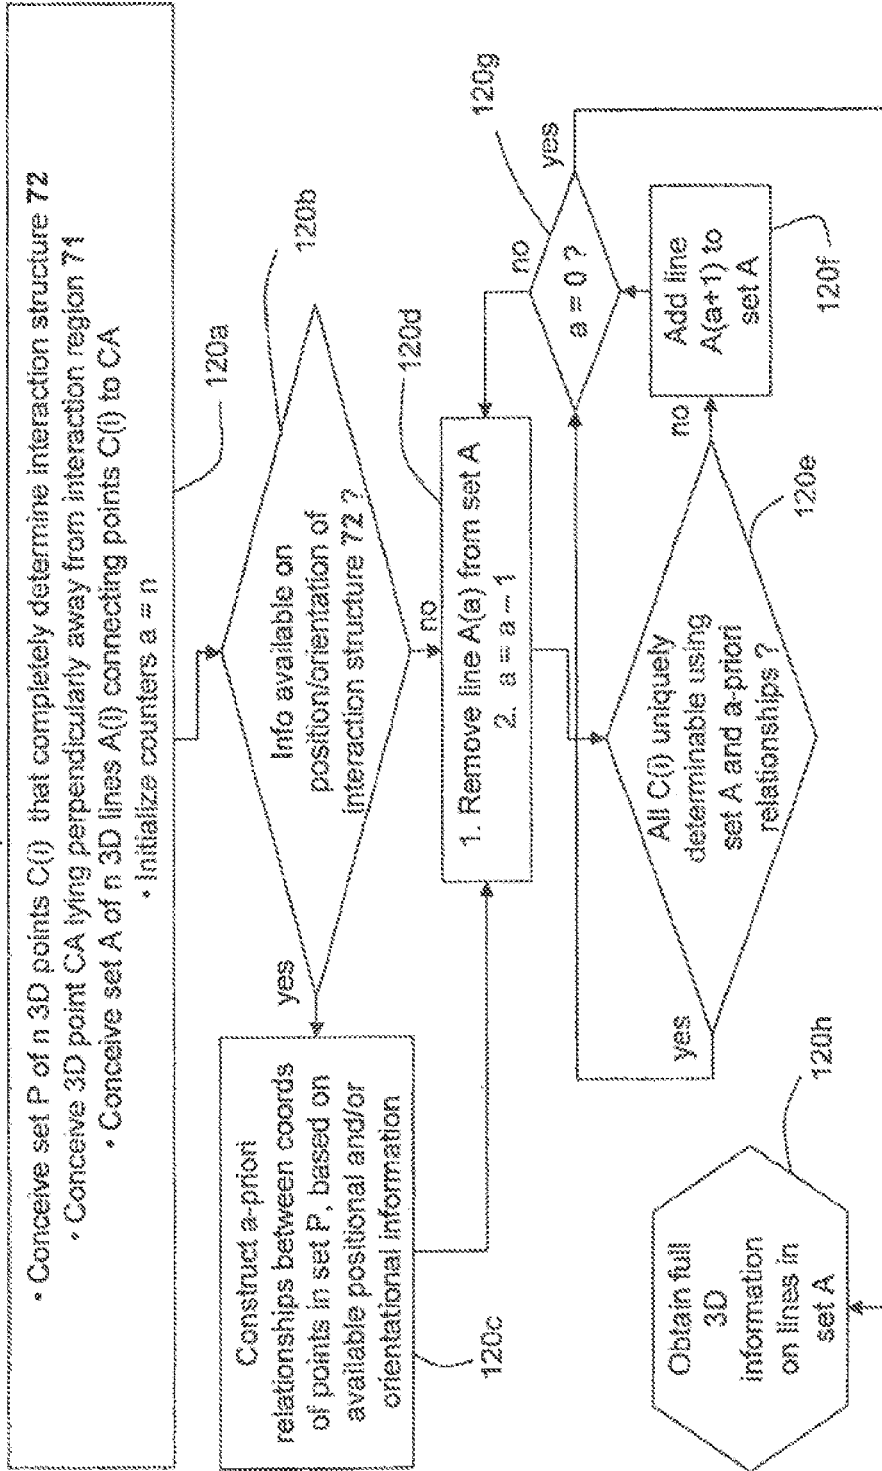 • Conceive set P of n 3D points C(i) that completely determine interaction structure 72
• Conceive 3D point CA lying perpendicularly away from interaction region 71
• Conceive set A of n 3D lines A(i) connecting points C(i) to CA
• Initialize counters a = n
120a
Info available on
position/orientation of
interaction structure 72 ?
120b
yes
no
Construct a-priori
relationships between coords
of points in set P, based on
available positional and/or
orientational information
120c
1. Remove line A(a) from set A
2. a = a – 1
120d
All C(i) uniquely
determinable using
set A and a-priori
relationships ?
120e
yes
no
Add line
A(a+1) to
set A
120f
a = 0 ?
120g
no
yes
Obtain full
3D
information
on lines in
set A
120h